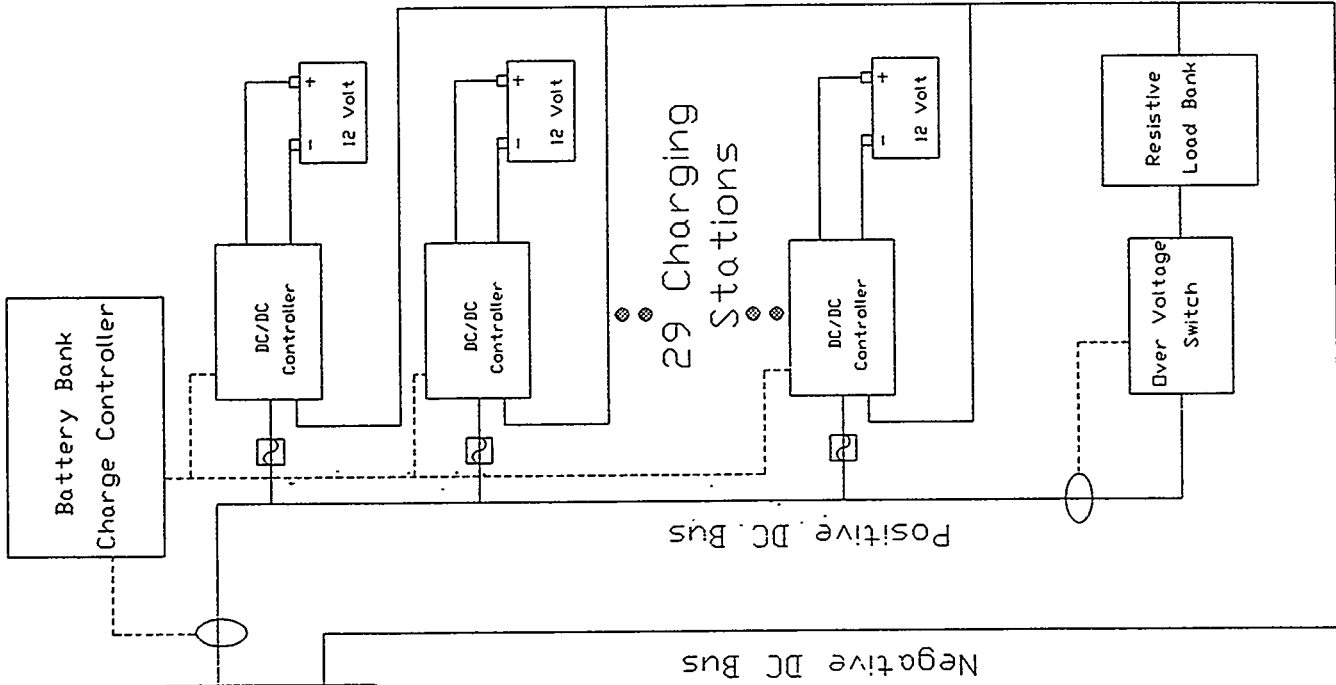 Battery Bank
Charge Controller
DC/DC
Controller
+
-
12 Volt
DC/DC
Controller
+
-
12 Volt
29 Charging
Stations
DC/DC
Controller
+
-
12 Volt
Over Voltage
Switch
Resistive
Load Bank
Positive DC Bus
Negative DC Bus